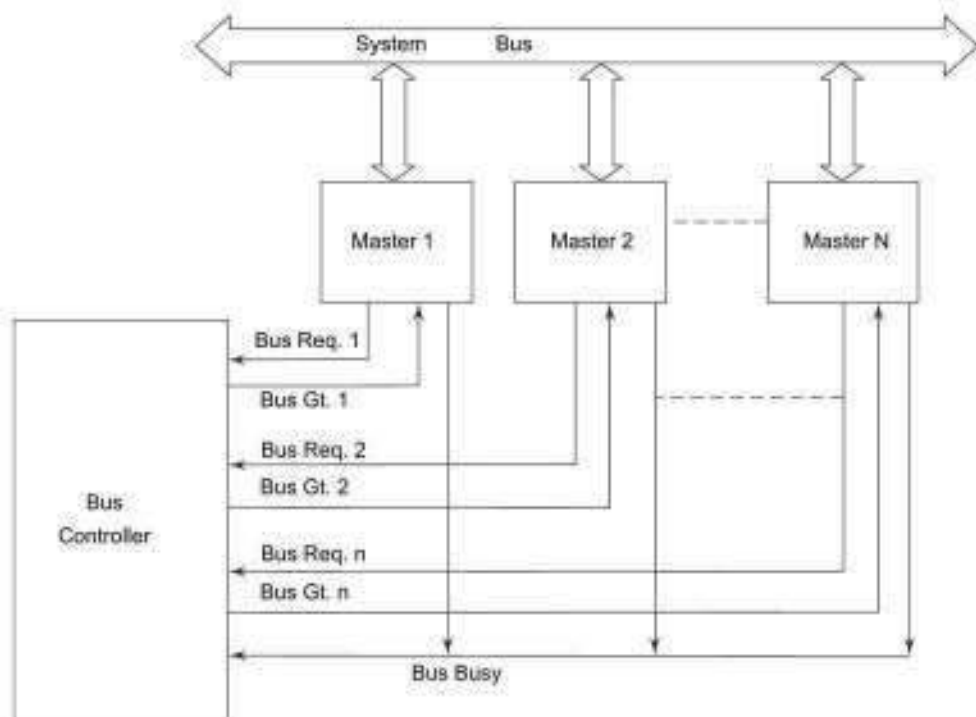 System Bus
Master 1
Master 2
Master N
Bus Req. 1
Bus Gt. 1
Bus Req. 2
Bus Gt. 2
Bus
Controller
Bus Req. n
Bus Gt. n
Bus Busy